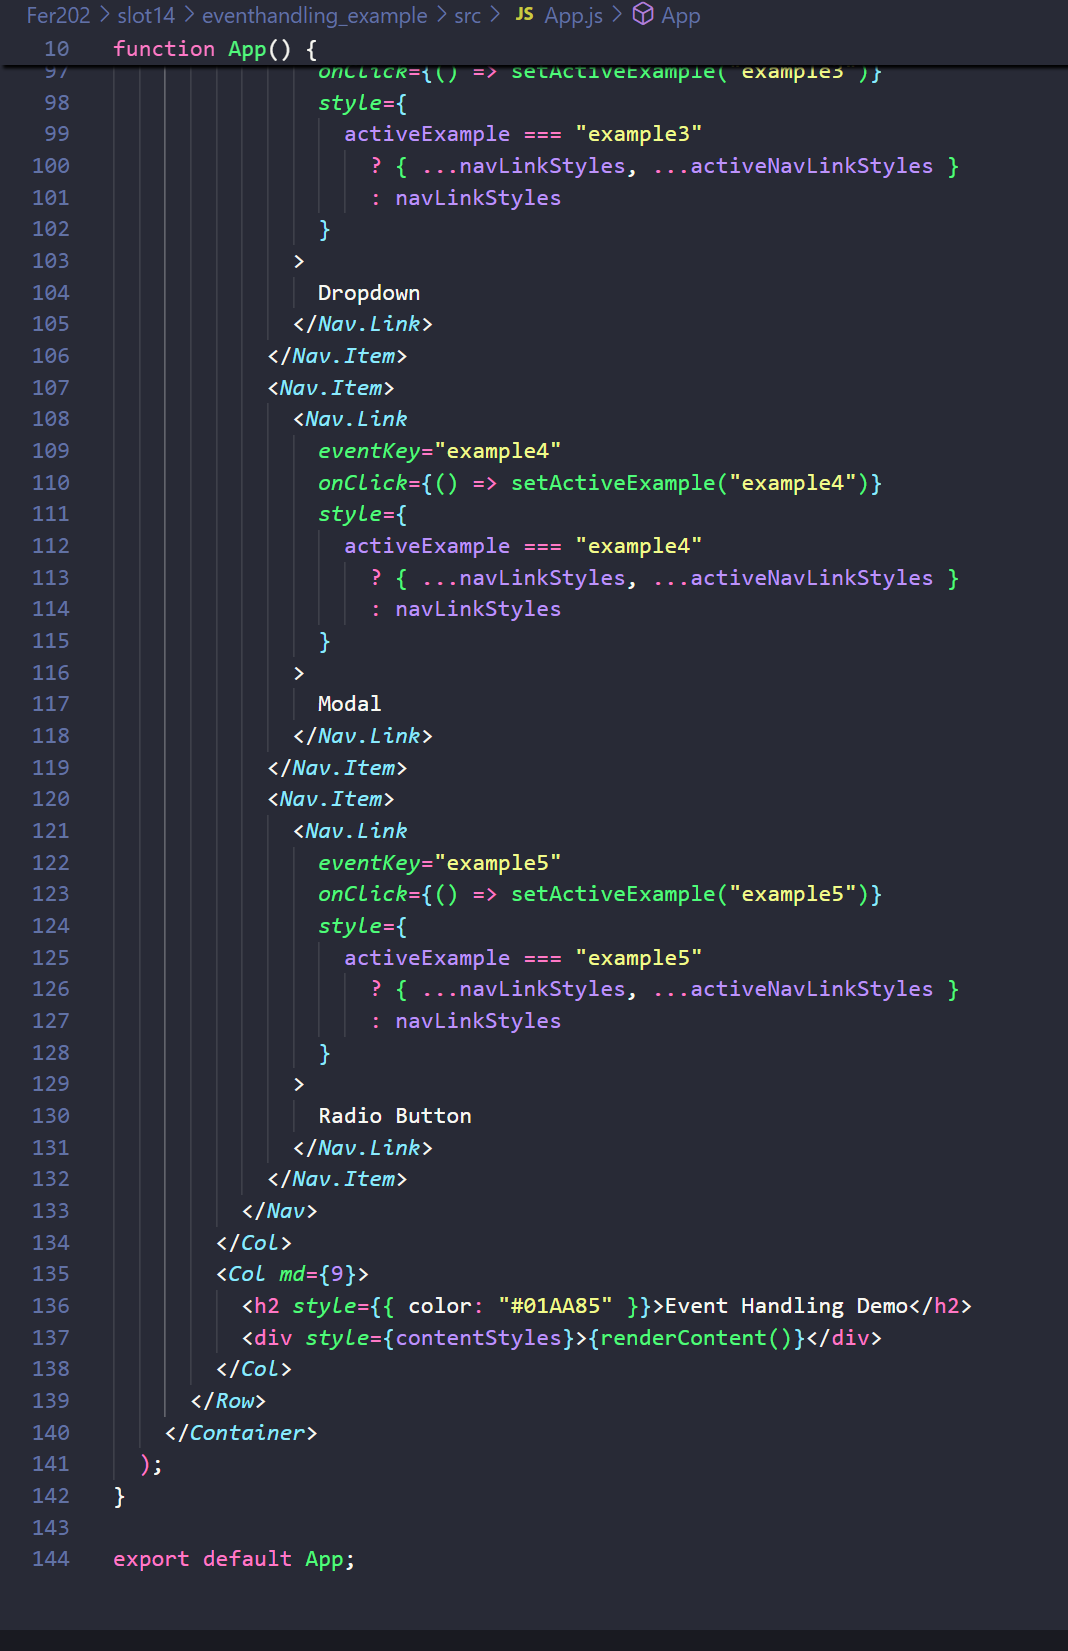 Fer202 > slot14 > eventhandling_example > src > JS App.js > App
10 function App() {
97 onClick={() => setActiveExample("example3")}
98 style={
99 activeExample === "example3"
100 ? { ...navLinkStyles, ...activeNavLinkStyles }
101 : navLinkStyles
102 }
103 >
104 Dropdown
105 </Nav.Link>
106 </Nav.Item>
107 <Nav.Item>
108 <Nav.Link
109 eventKey="example4"
110 onClick={() => setActiveExample("example4")}
111 style={
112 activeExample === "example4"
113 ? { ...navLinkStyles, ...activeNavLinkStyles }
114 : navLinkStyles
115 }
116 >
117 Modal
118 </Nav.Link>
119 </Nav.Item>
120 <Nav.Item>
121 <Nav.Link
122 eventKey="example5"
123 onClick={() => setActiveExample("example5")}
124 style={
125 activeExample === "example5"
126 ? { ...navLinkStyles, ...activeNavLinkStyles }
127 : navLinkStyles
128 }
129 >
130 Radio Button
131 </Nav.Link>
132 </Nav.Item>
133 </Nav>
134 </Col>
135 <Col md={9}>
136 <h2 style={{ color: "#01AA85" }}>Event Handling Demo</h2>
137 <div style={contentStyles}>{renderContent()}</div>
138 </Col>
139 </Row>
140 </Container>
141 );
142 }
143
144 export default App;